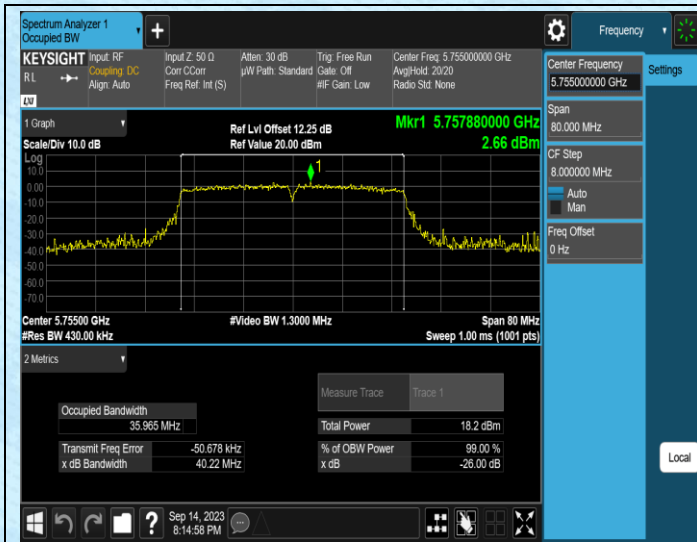 Spectrum Analyzer 1
Occupied BW
Frequency
KEYSIGHT
RL
LXI
Input: RF
Coupling: DC
Align: Auto
Input Z: 50 Ω
Corr CCorr
Freq Ref: Int (S)
Atten: 30 dB
µW Path: Standard
Trig: Free Run
Gate: Off
#IF Gain: Low
Center Freq: 5.755000000 GHz
Avg|Hold: 20/20
Radio Std: None
Center Frequency
5.755000000 GHz
Settings
Span
80.000 MHz
CF Step
8.000000 MHz
Auto
Man
Freq Offset
0 Hz
Local
1 Graph
Scale/Div 10.0 dB
Ref Lvl Offset 12.25 dB
Ref Value 20.00 dBm
Mkr1 5.757880000 GHz
2.66 dBm
Log
10.0
0.00
-10.0
-20.0
-30.0
-40.0
-50.0
-60.0
-70.0
1
Center 5.75500 GHz
#Res BW 430.00 kHz
#Video BW 1.3000 MHz
Span 80 MHz
Sweep 1.00 ms (1001 pts)
2 Metrics
Measure Trace
Trace 1
Occupied Bandwidth
35.965 MHz
Total Power
18.2 dBm
Transmit Freq Error
-50.678 kHz
% of OBW Power
99.00 %
x dB Bandwidth
40.22 MHz
x dB
-26.00 dB
?
Sep 14, 2023
8:14:58 PM